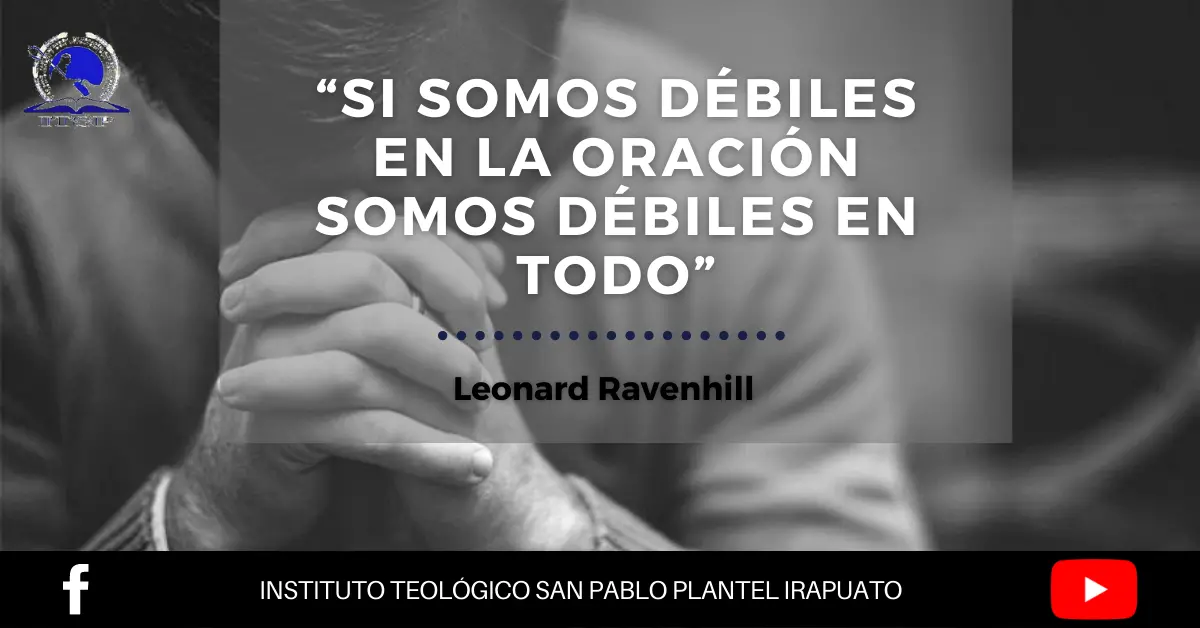 “SI SOMOS DÉBILES
EN LA ORACIÓN
SOMOS DÉBILES EN
TODO”
Leonard Ravenhill
INSTITUTO TEOLÓGICO SAN PABLO PLANTEL IRAPUATO